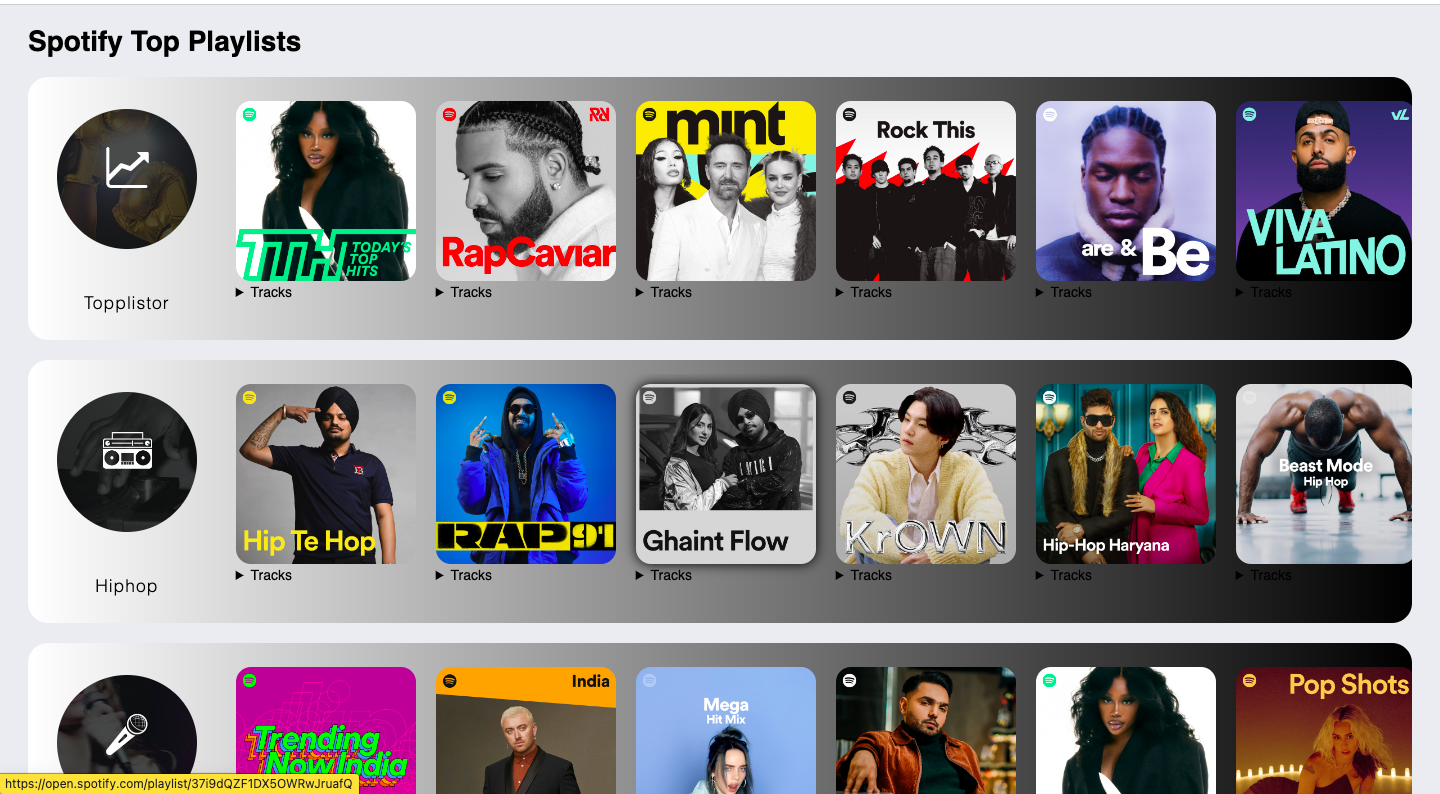 Spotify Top Playlists
TODAY'S
TTH TOP
HITS
RapCaviar
mint
Rock This
are & Be
VIVA
LATINO
Topplistor
Tracks
Tracks
Tracks
Tracks
Tracks
Tracks
Hip Te Hop
RAP 91
AMIRI
Ghaint Flow
KrOWN
Hip-Hop Haryana
Beast Mode
Hip Hop
Hiphop
Tracks
Tracks
Tracks
Tracks
Tracks
Tracks
Trending
Now India
India
Mega
Hit Mix
Pop Shots
https://open.spotify.com/playlist/37i9dQZF1DX5OWRwJruafQ